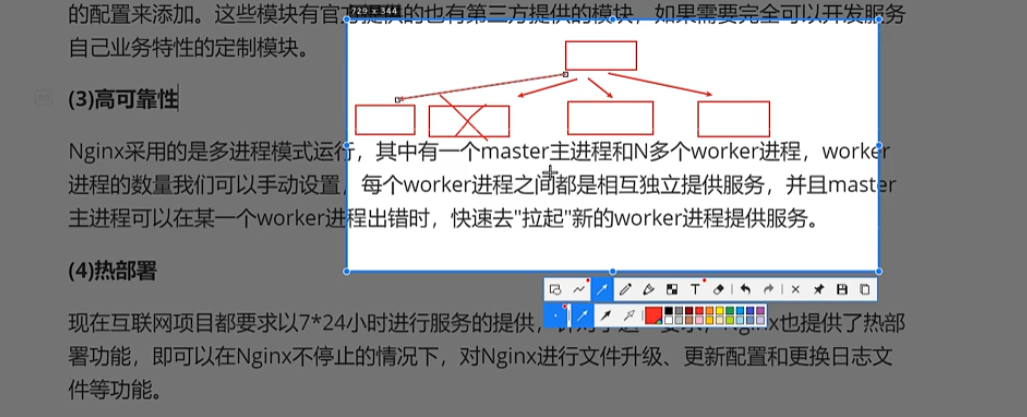 的配置来添加。这些模块有官方提供的也有第三方提供的模块，如果需要完全可以开发服务
自己业务特性的定制模块。
729 x 344
(3)高可靠性
Nginx采用的是多进程模式运行，其中有一个master主进程和N多个worker进程，worker
进程的数量我们可以手动设置，每个worker进程之间都是相互独立提供服务，并且master
主进程可以在某一个worker进程出错时，快速去"拉起"新的worker进程提供服务。
(4)热部署
现在互联网项目都要求以7*24小时进行服务的提供，针对于这一要求，Nginx也提供了热部
署功能，即可以在Nginx不停止的情况下，对Nginx进行文件升级、更新配置和更换日志文
件等功能。